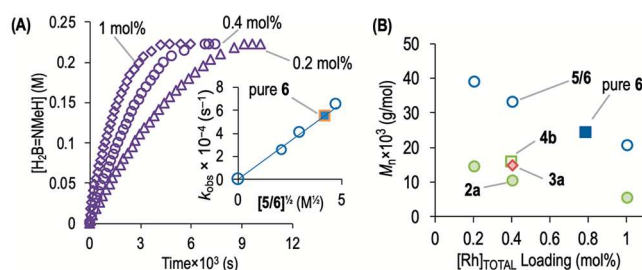 (A)
[H₂B=NMeH] (M)
0.25
0.2
0.15
0.1
0.05
0
1 mol%
0.4 mol%
0.2 mol%
0 3 6 9 12
Time×10³ (s)
k_obs × 10⁻⁴ (s⁻¹)
8
6
4
2
0
pure 6
0 5
[5/6]^½ (M^½)
(B)
Mₙ×10³ (g/mol)
50
40
30
20
10
0
5/6
pure 6
4b
3a
2a
0 0.2 0.4 0.6 0.8 1
[Rh]TOTAL Loading (mol%)